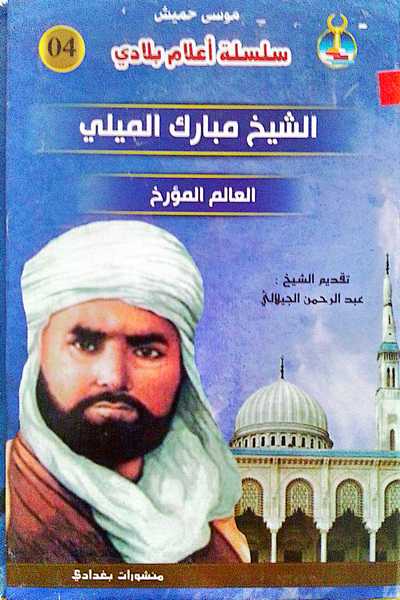 موسى حميش
سلسلة أعلام بلادي
04
الشيخ مبارك الميلي
العالم المؤرخ
تقديم الشيخ :
عبد الرحمن الجيلالي
منشورات بغدادي